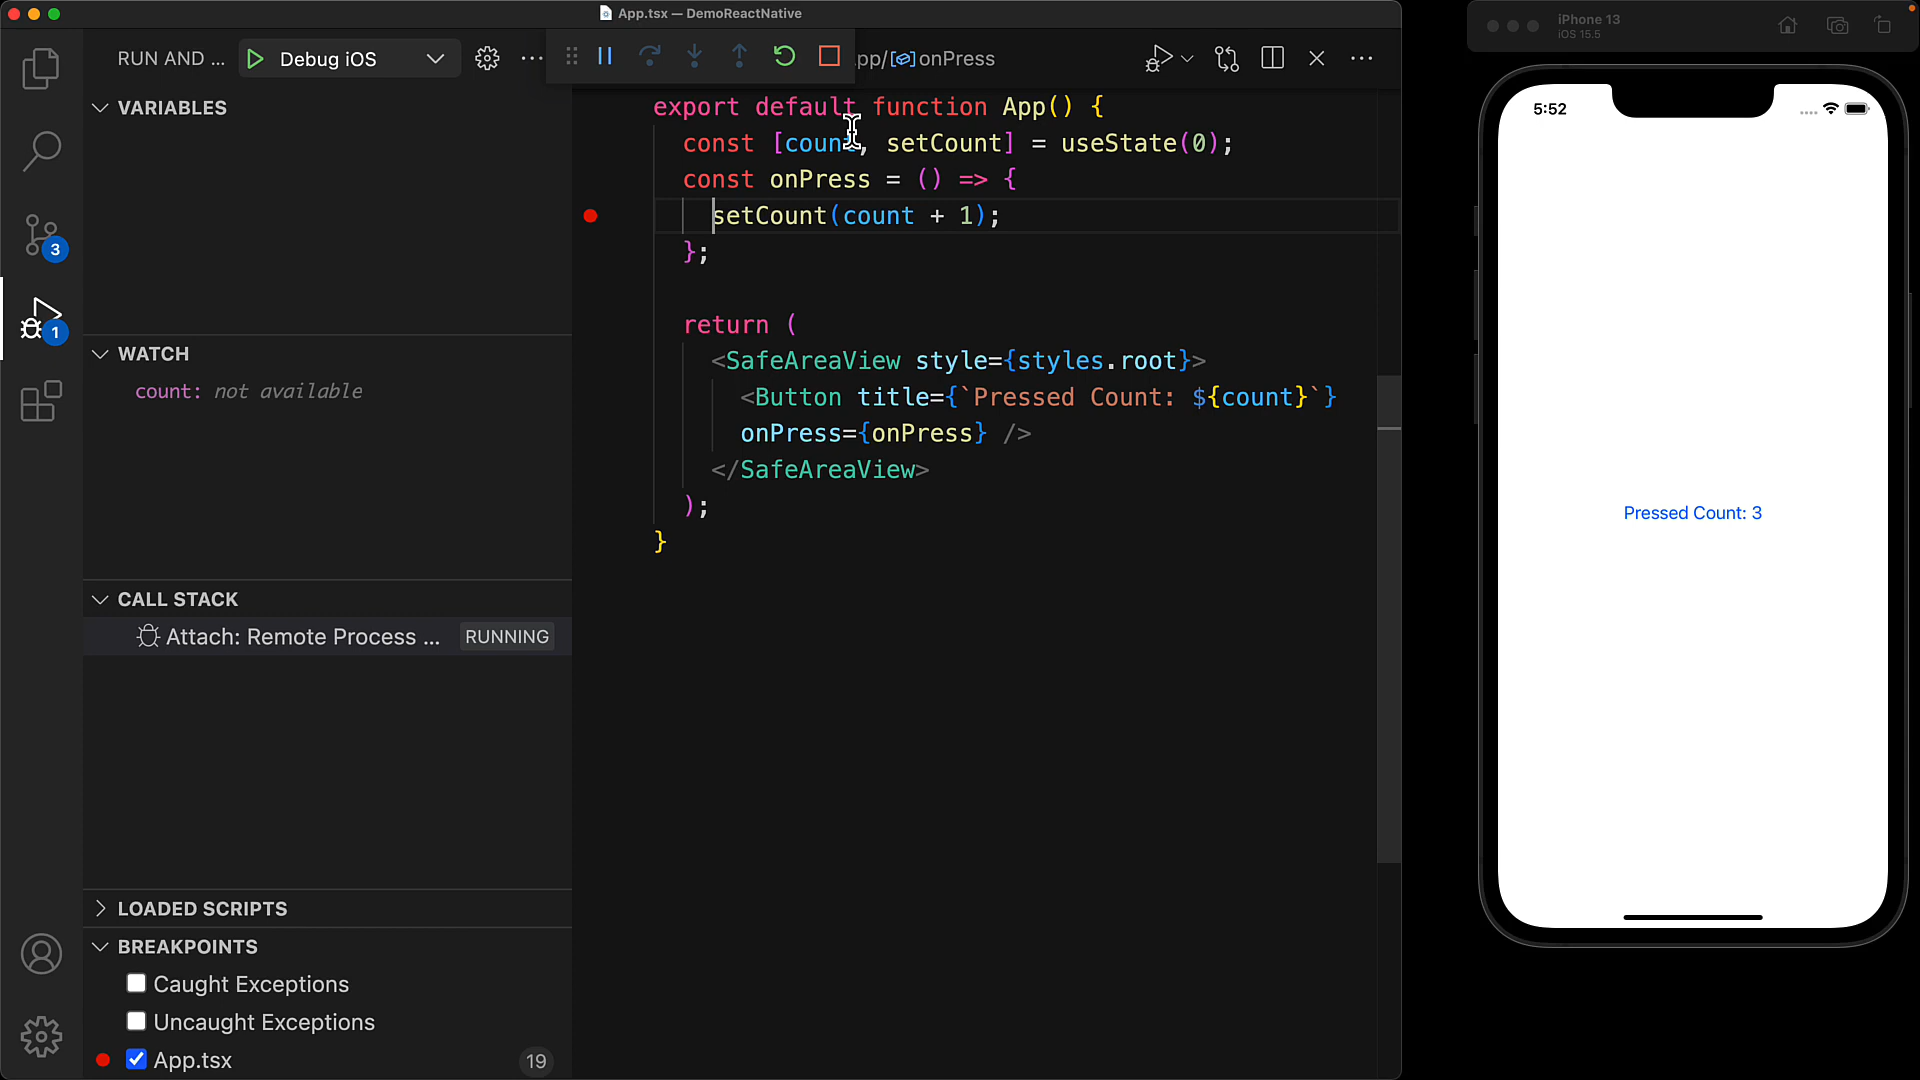 App.tsx — DemoReactNative
RUN AND ...
Debug iOS
pp/
onPress
VARIABLES
WATCH
count: not available
CALL STACK
Attach: Remote Process ...
RUNNING
LOADED SCRIPTS
BREAKPOINTS
Caught Exceptions
Uncaught Exceptions
App.tsx
19
3
1
export default function App() {
const [count, setCount] = useState(0);
const onPress = () => {
setCount(count + 1);
};
return (
<SafeAreaView style={styles.root}>
<Button title={`Pressed Count: ${count}`}
onPress={onPress} />
</SafeAreaView>
);
}
iPhone 13
iOS 15.5
5:52
Pressed Count: 3